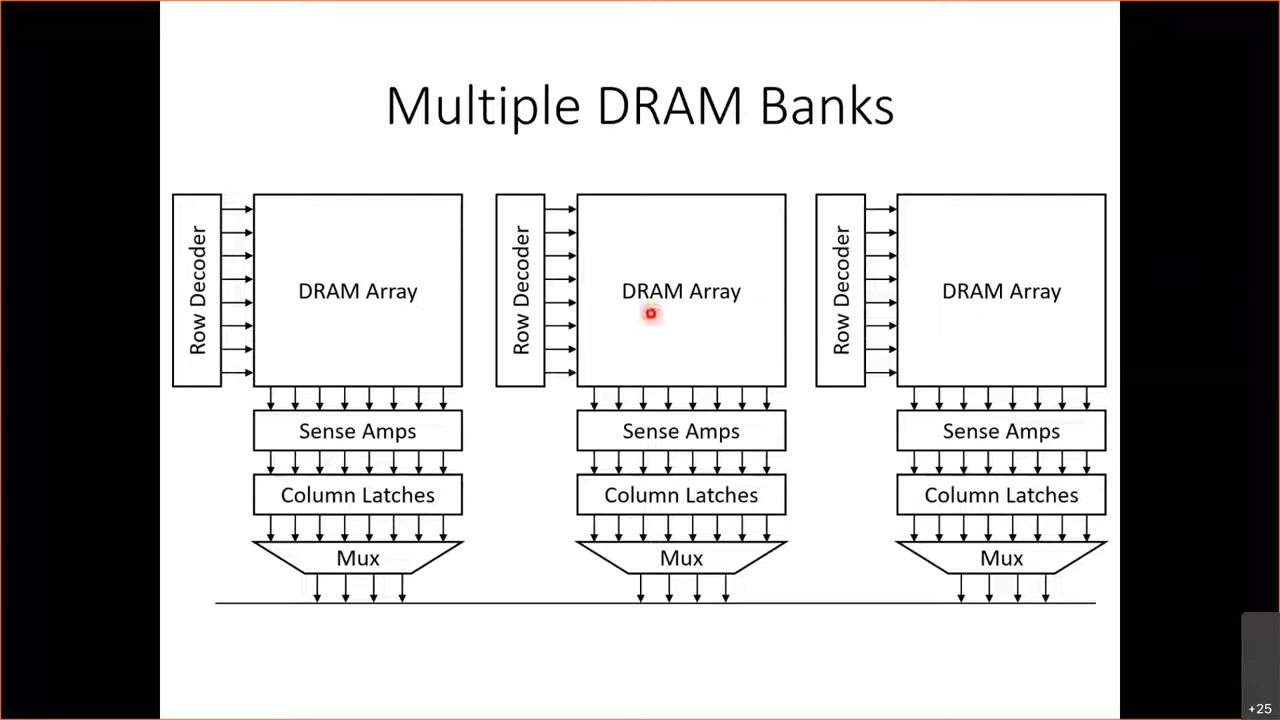 Multiple DRAM Banks
Row Decoder
DRAM Array
Sense Amps
Column Latches
Mux
Row Decoder
DRAM Array
Sense Amps
Column Latches
Mux
Row Decoder
DRAM Array
Sense Amps
Column Latches
Mux
+25